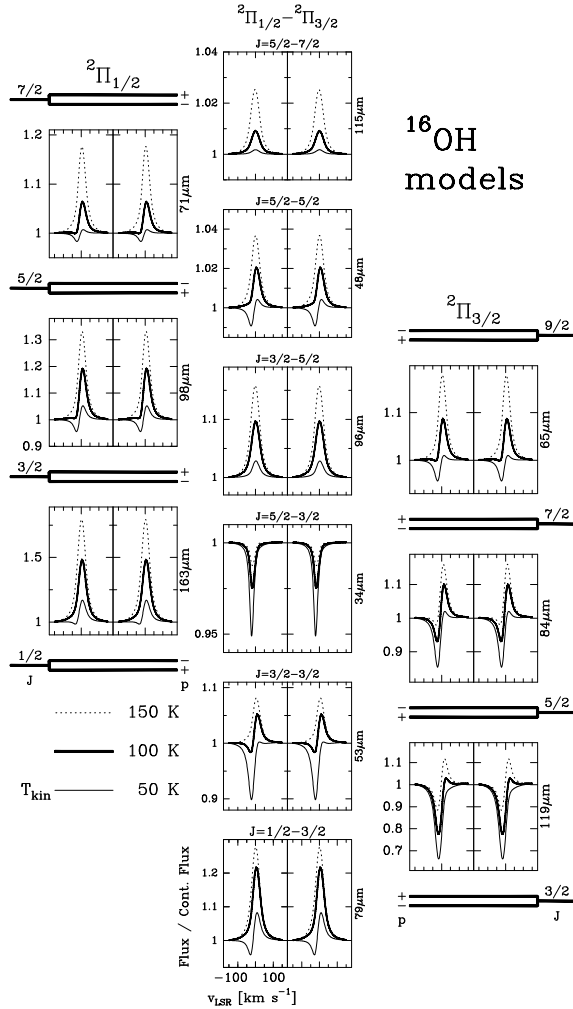 ²Π₁/₂−²Π₃/₂
J=5/2−7/2
1.04
1.02
1
115μm
J=5/2−5/2
1.04
1.02
1
48μm
J=3/2−5/2
1.1
1
96μm
J=5/2−3/2
1
0.95
34μm
J=3/2−3/2
1.1
1
0.9
53μm
J=1/2−3/2
1.2
1.1
1
79μm
Flux / Cont. Flux
−100 100
v_LSR [km s⁻¹]
²Π₁/₂
7/2 + −
1.2
1.1
1
71μm
5/2 − +
1.3
1.2
1.1
1
0.9
98μm
3/2 + −
1.5
1
163μm
1/2 − +
J p
150 K
100 K
T_kin 50 K
¹⁶OH
models
²Π₃/₂
− + 9/2
1.1
1
65μm
+ − 7/2
1.1
1
0.9
84μm
− + 5/2
1.1
1
0.9
0.8
0.7
119μm
+ − 3/2
p J